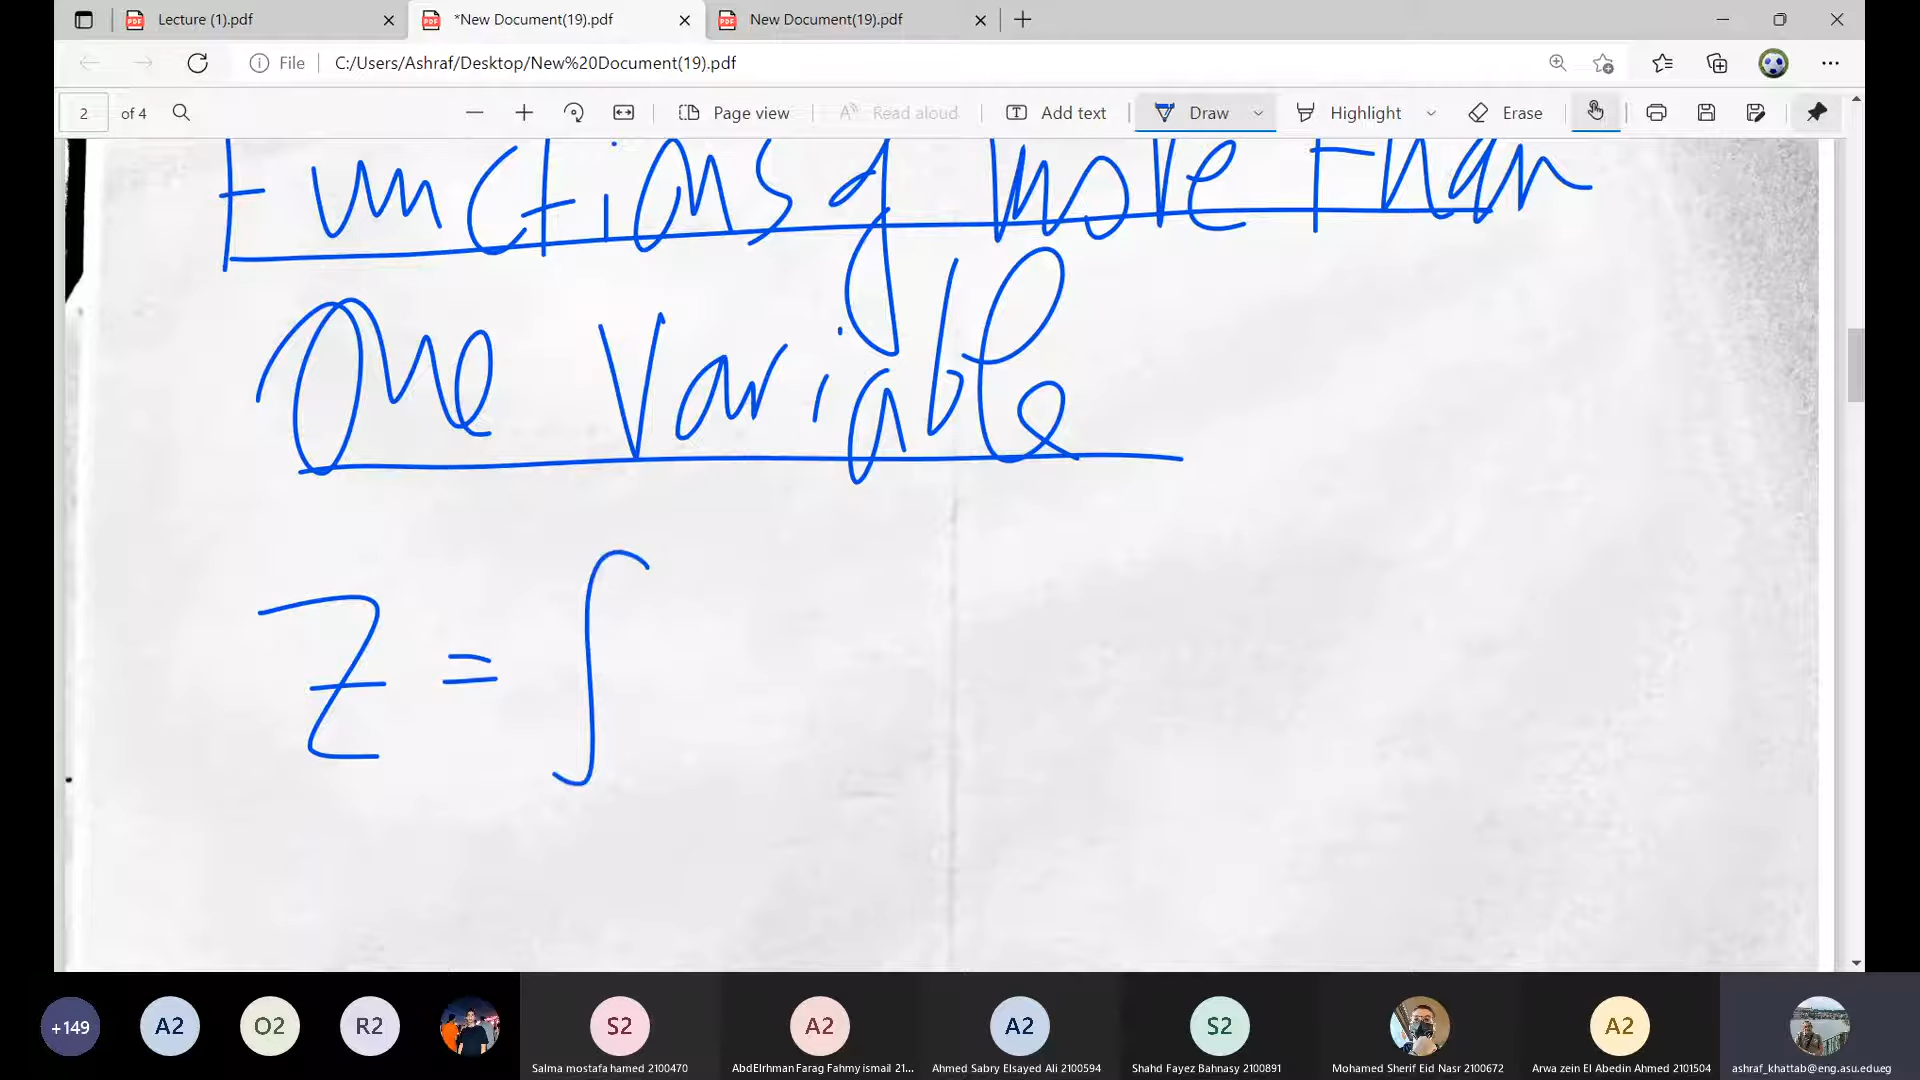 Lecture (1).pdf
*New Document(19).pdf
New Document(19).pdf
File
C:/Users/Ashraf/Desktop/New%20Document(19).pdf
2 of 4
Page view
Read aloud
Add text
Draw
Highlight
Erase
Functions of more than
One Variable
Z = ∫
+149
A2
O2
R2
S2
A2
A2
S2
A2
Salma mostafa hamed 2100470
AbdElrhman Farag Fahmy ismail 21...
Ahmed Sabry Elsayed Ali 2100594
Shahd Fayez Bahnasy 2100891
Mohamed Sherif Eid Nasr 2100672
Arwa zein El Abedin Ahmed 2101504
ashraf_khattab@eng.asu.edu.eg